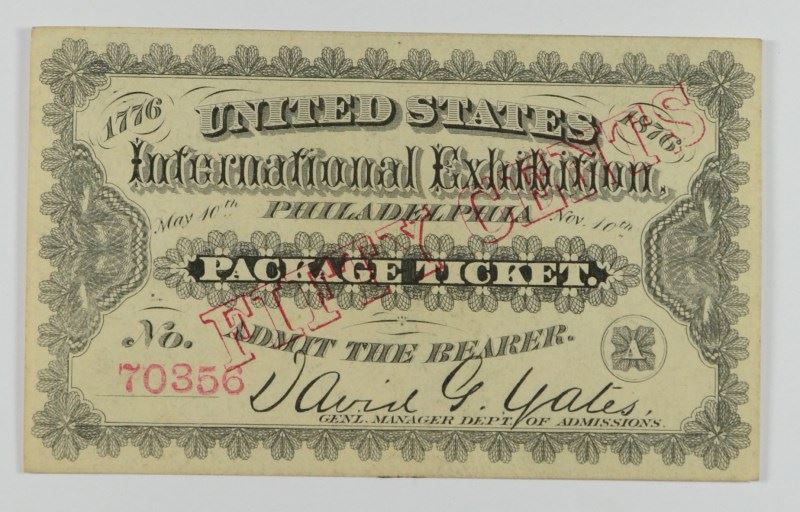 1776
UNITED STATES
1876
International Exhibition.
May 10th
PHILADELPHIA
Nov. 10th
PACKAGE TICKET.
FIFTY CENTS
ADMIT THE BEARER.
No.
70356
A
David G. Yates,
GENL. MANAGER DEPT. OF ADMISSIONS.